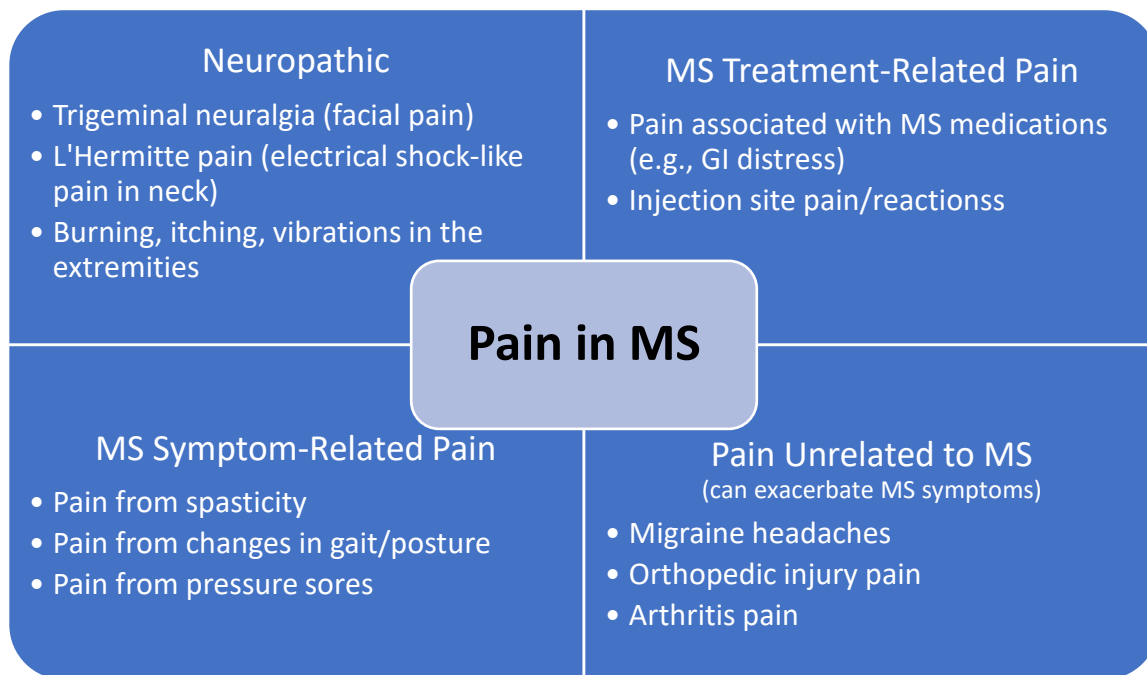 Neuropathic
• Trigeminal neuralgia (facial pain)
• L'Hermitte pain (electrical shock-like
pain in neck)
• Burning, itching, vibrations in the
extremities
MS Treatment-Related Pain
• Pain associated with MS medications
(e.g., GI distress)
• Injection site pain/reactionss
Pain in MS
MS Symptom-Related Pain
• Pain from spasticity
• Pain from changes in gait/posture
• Pain from pressure sores
Pain Unrelated to MS
(can exacerbate MS symptoms)
• Migraine headaches
• Orthopedic injury pain
• Arthritis pain